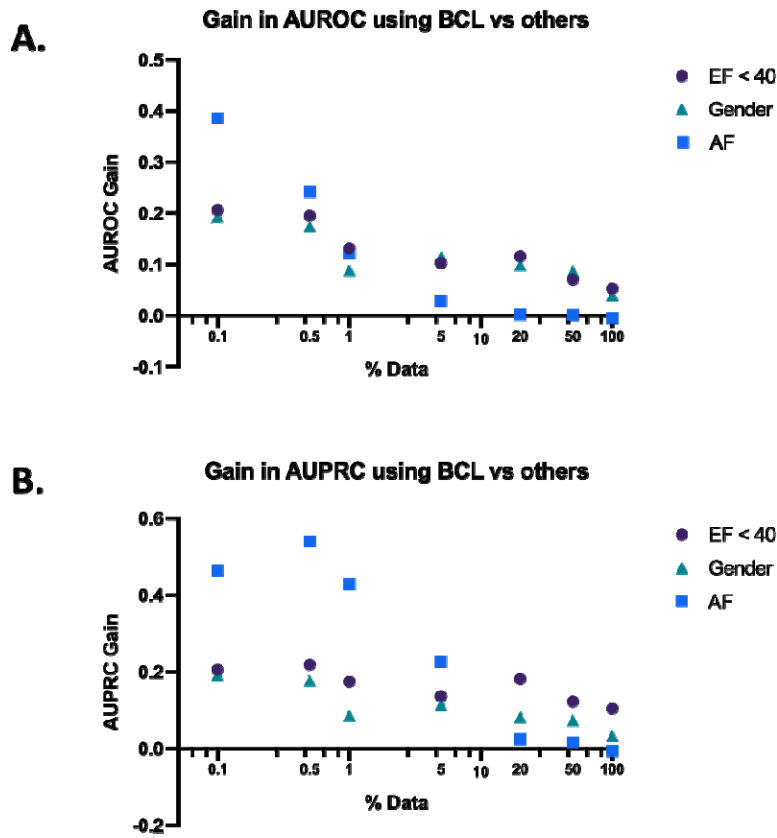 A.
Gain in AUROC using BCL vs others
0.5
0.4
0.3
0.2
0.1
0.0
-0.1
AUROC Gain
0.1 0.5 1 5 10 20 50 100
% Data
EF < 40
Gender
AF
B.
Gain in AUPRC using BCL vs others
0.6
0.4
0.2
0.0
-0.2
AUPRC Gain
0.1 0.5 1 5 10 20 50 100
% Data
EF < 40
Gender
AF